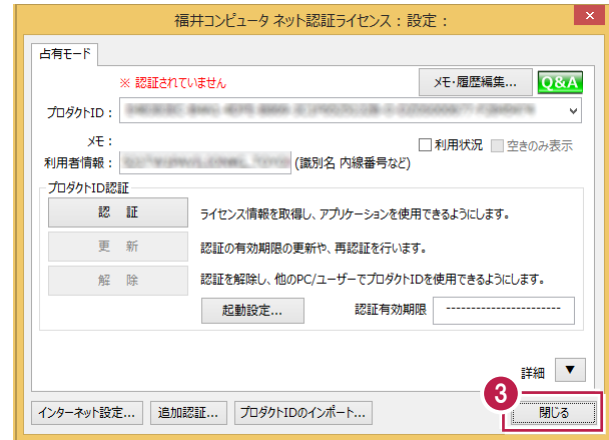 福井コンピュータ ネット認証ライセンス：設定：
占有モード
※ 認証されていません
メモ・履歴編集...
Q&A
プロダクトID：
メモ：
利用状況
空きのみ表示
利用者情報：
(識別名 内線番号など)
プロダクトID認証
認 証
ライセンス情報を取得し、アプリケーションを使用できるようにします。
更 新
認証の有効期限の更新や、再認証を行います。
解 除
認証を解除し、他のPC/ユーザーでプロダクトIDを使用できるようにします。
起動設定...
認証有効期限
-----------------------
詳細 ▼
3
インターネット設定...
追加認証...
プロダクトIDのインポート...
閉じる